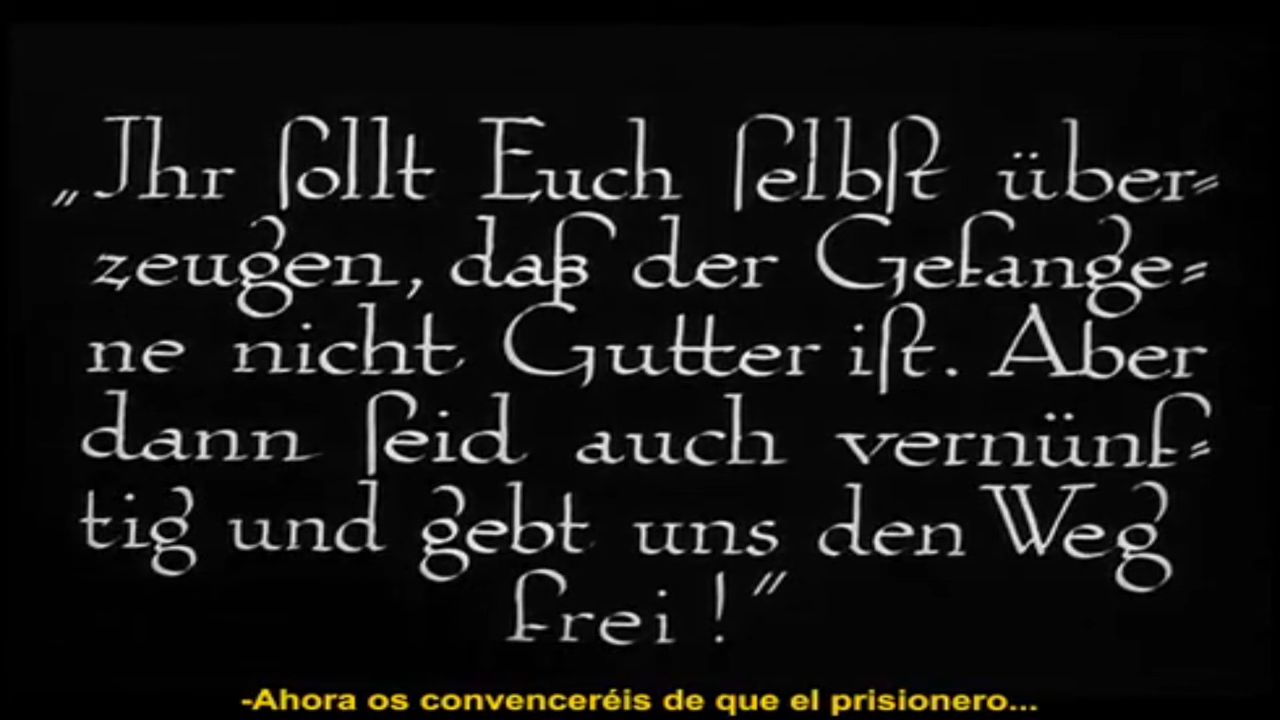 „Ihr ſollt Euch ſelbſt über⸗
zeugen, daß der Gefange⸗
ne nicht Gutter iſt. Aber
dann ſeid auch vernünf⸗
tig und gebt uns den Weg
frei!“
-Ahora os convenceréis de que el prisionero...